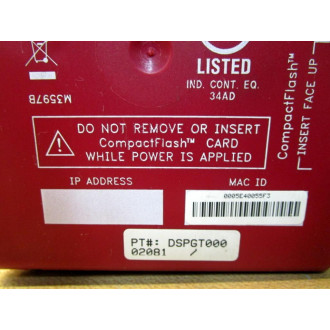 LISTED
IND. CONT. EQ.
34AD
M3597B
CompactFlash™
INSERT FACE UP
DO NOT REMOVE OR INSERT
CompactFlash™ CARD
WHILE POWER IS APPLIED
IP ADDRESS
MAC ID
0005E40055F3
PT#: DSPGT000
02081 /